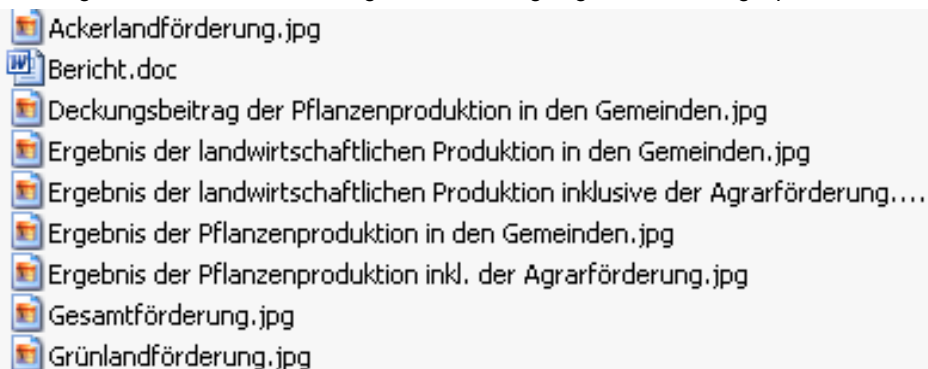 Ackerlandförderung.jpg
Bericht.doc
Deckungsbeitrag der Pflanzenproduktion in den Gemeinden.jpg
Ergebnis der landwirtschaftlichen Produktion in den Gemeinden.jpg
Ergebnis der landwirtschaftlichen Produktion inklusive der Agrarförderung....
Ergebnis der Pflanzenproduktion in den Gemeinden.jpg
Ergebnis der Pflanzenproduktion inkl. der Agrarförderung.jpg
Gesamtförderung.jpg
Grünlandförderung.jpg